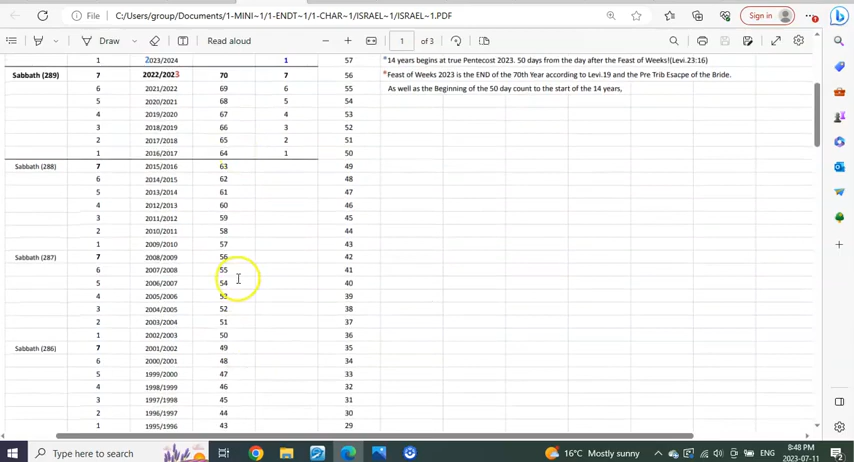 File | C:/Users/group/Documents/1-MINI~1/1-ENDT~1/1-CHAR~1/ISRAEL~1/ISRAEL~1.PDF
Sign in
Draw
Read aloud
1 of 3
1 2023/2024 1 57 *14 years begins at true Pentecost 2023. 50 days from the day after the Feast of Weeks!(Levi.23:16)
Sabbath (289) 7 2022/2023 70 7 56 *Feast of Weeks 2023 is the END of the 70th Year according to Levi.19 and the Pre Trib Esacpe of the Bride.
6 2021/2022 69 6 55 As well as the Beginning of the 50 day count to the start of the 14 years,
5 2020/2021 68 5 54
4 2019/2020 67 4 53
3 2018/2019 66 3 52
2 2017/2018 65 2 51
1 2016/2017 64 1 50
Sabbath (288) 7 2015/2016 63 49
6 2014/2015 62 48
5 2013/2014 61 47
4 2012/2013 60 46
3 2011/2012 59 45
2 2010/2011 58 44
1 2009/2010 57 43
Sabbath (287) 7 2008/2009 56 42
6 2007/2008 55 41
5 2006/2007 54 40
4 2005/2006 53 39
3 2004/2005 52 38
2 2003/2004 51 37
1 2002/2003 50 36
Sabbath (286) 7 2001/2002 49 35
6 2000/2001 48 34
5 1999/2000 47 33
4 1998/1999 46 32
3 1997/1998 45 31
2 1996/1997 44 30
1 1995/1996 43 29
Type here to search
16°C Mostly sunny
ENG
8:48 PM
2023-07-11
2